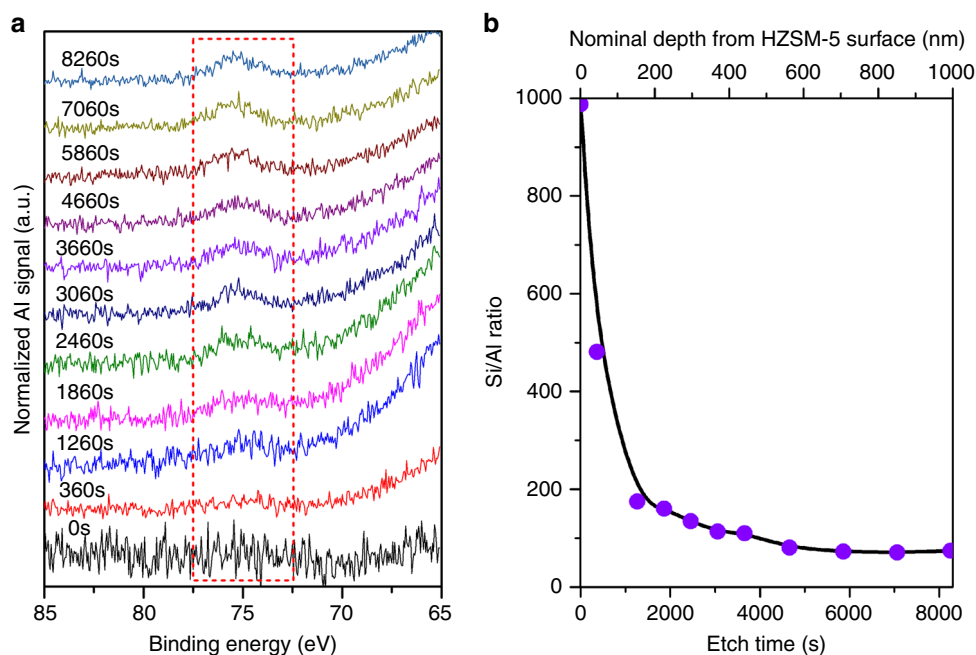 a
8260s
7060s
5860s
4660s
3660s
3060s
2460s
1860s
1260s
360s
0s
Normalized Al signal (a.u.)
85 80 75 70 65
Binding energy (eV)
b
Nominal depth from HZSM-5 surface (nm)
0 200 400 600 800 1000
1000
800
600
400
200
0
Si/Al ratio
0 2000 4000 6000 8000
Etch time (s)